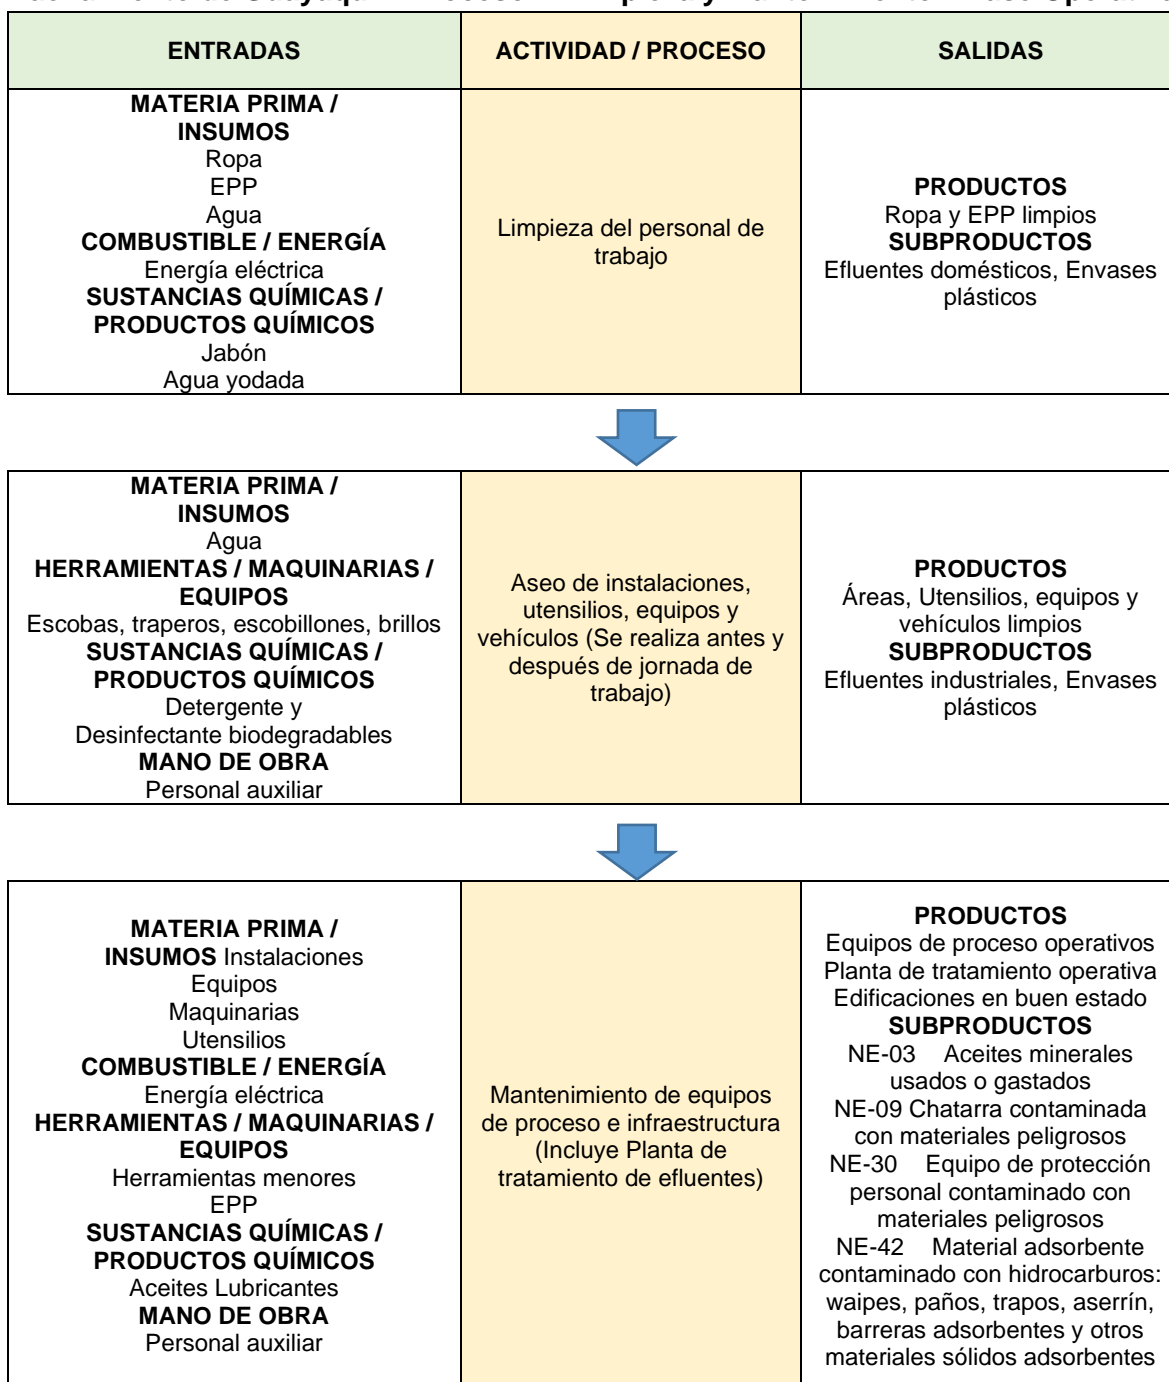 ENTRADAS
ACTIVIDAD / PROCESO
SALIDAS
MATERIA PRIMA /
INSUMOS
Ropa
EPP
Agua
COMBUSTIBLE / ENERGÍA
Energía eléctrica
SUSTANCIAS QUÍMICAS /
PRODUCTOS QUÍMICOS
Jabón
Agua yodada
Limpieza del personal de
trabajo
PRODUCTOS
Ropa y EPP limpios
SUBPRODUCTOS
Efluentes domésticos, Envases
plásticos
MATERIA PRIMA /
INSUMOS
Agua
HERRAMIENTAS / MAQUINARIAS /
EQUIPOS
Escobas, traperos, escobillones, brillos
SUSTANCIAS QUÍMICAS /
PRODUCTOS QUÍMICOS
Detergente y
Desinfectante biodegradables
MANO DE OBRA
Personal auxiliar
Aseo de instalaciones,
utensilios, equipos y
vehículos (Se realiza antes y
después de jornada de
trabajo)
PRODUCTOS
Áreas, Utensilios, equipos y
vehículos limpios
SUBPRODUCTOS
Efluentes industriales, Envases
plásticos
MATERIA PRIMA /
INSUMOS Instalaciones
Equipos
Maquinarias
Utensilios
COMBUSTIBLE / ENERGÍA
Energía eléctrica
HERRAMIENTAS / MAQUINARIAS /
EQUIPOS
Herramientas menores
EPP
SUSTANCIAS QUÍMICAS /
PRODUCTOS QUÍMICOS
Aceites Lubricantes
MANO DE OBRA
Personal auxiliar
Mantenimiento de equipos
de proceso e infraestructura
(Incluye Planta de
tratamiento de efluentes)
PRODUCTOS
Equipos de proceso operativos
Planta de tratamiento operativa
Edificaciones en buen estado
SUBPRODUCTOS
NE-03 Aceites minerales
usados o gastados
NE-09 Chatarra contaminada
con materiales peligrosos
NE-30 Equipo de protección
personal contaminado con
materiales peligrosos
NE-42 Material adsorbente
contaminado con hidrocarburos:
waipes, paños, trapos, aserrín,
barreras adsorbentes y otros
materiales sólidos adsorbentes